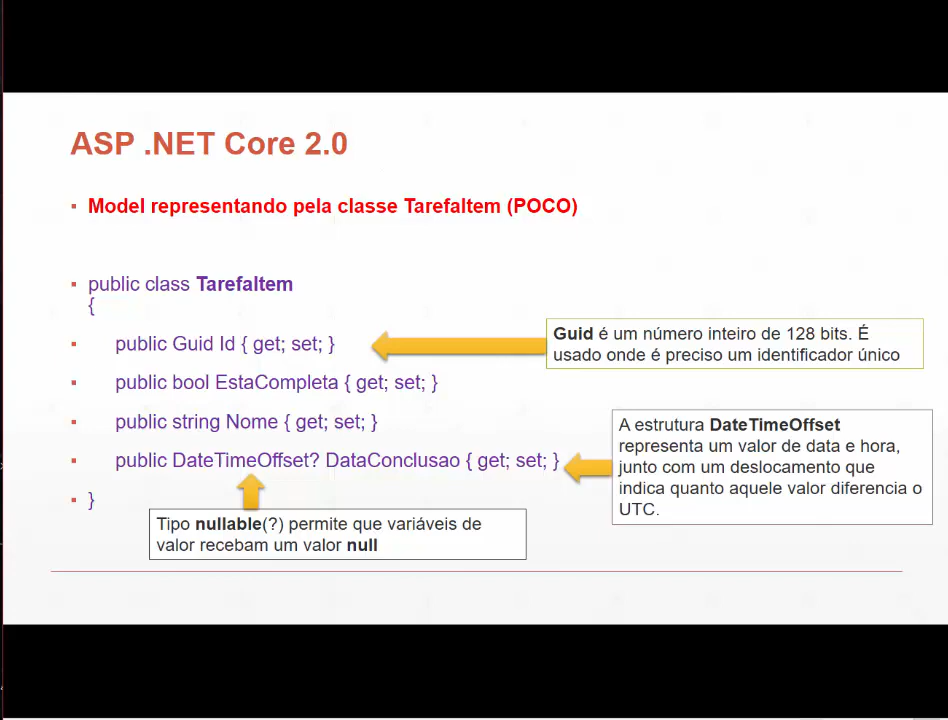 ASP .NET Core 2.0
Model representando pela classe TarefaItem (POCO)
public class TarefaItem
{
public Guid Id { get; set; }
Guid é um número inteiro de 128 bits. É
usado onde é preciso um identificador único
public bool EstaCompleta { get; set; }
public string Nome { get; set; }
public DateTimeOffset? DataConclusao { get; set; }
A estrutura DateTimeOffset
representa um valor de data e hora,
junto com um deslocamento que
indica quanto aquele valor diferencia o
UTC.
}
Tipo nullable(?) permite que variáveis de
valor recebam um valor null